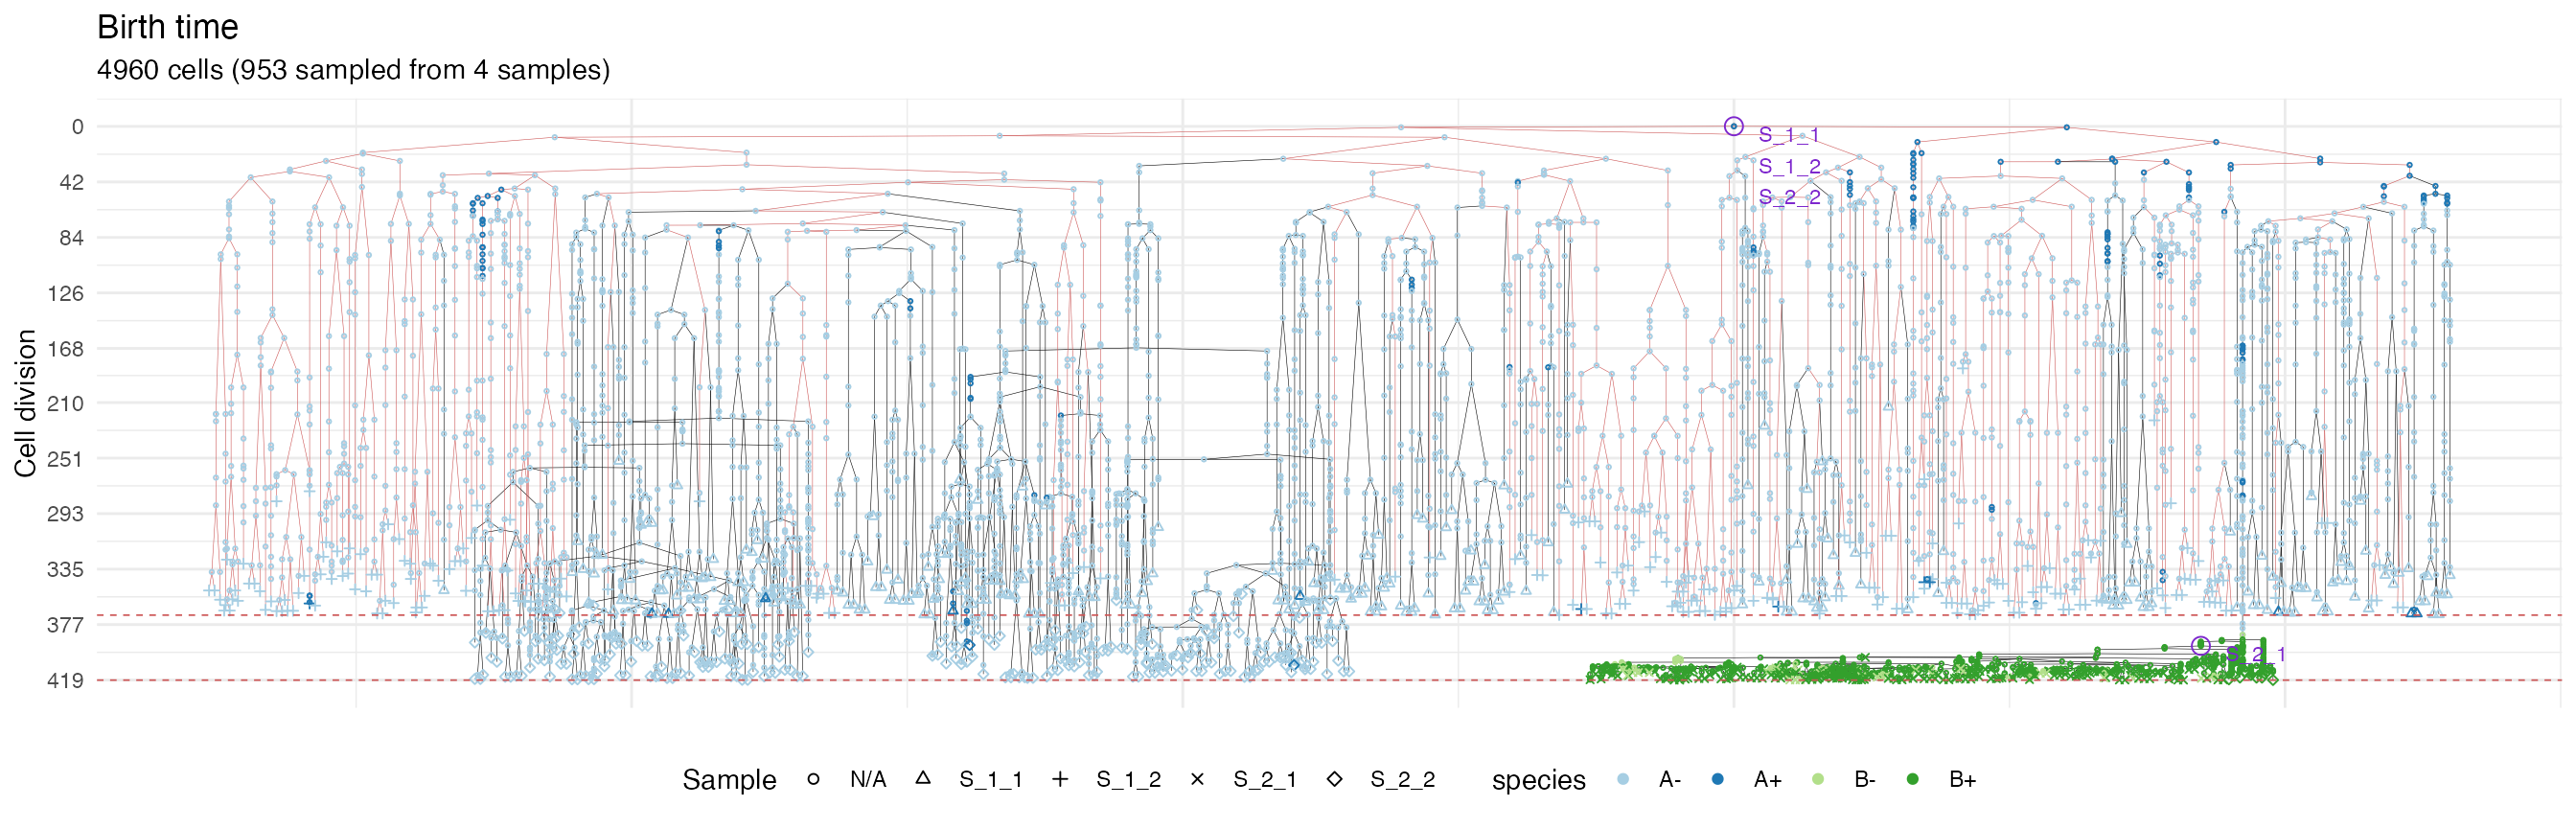 Birth time
4960 cells (953 sampled from 4 samples)
Cell division
0
42
84
126
168
210
251
293
335
377
419
S_1_1
S_1_2
S_2_2
S_2_1
Sample N/A S_1_1 S_1_2 S_2_1 S_2_2 species A- A+ B- B+